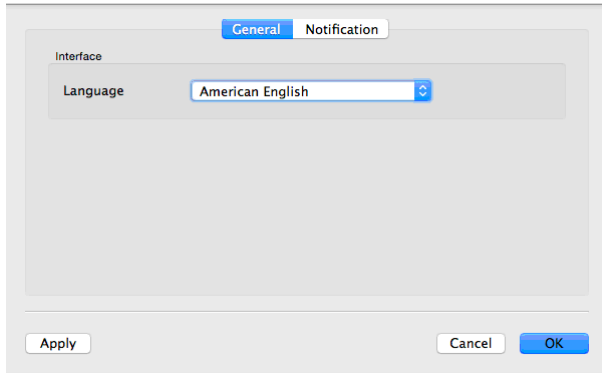 General Notification
Interface
Language American English
Apply Cancel OK